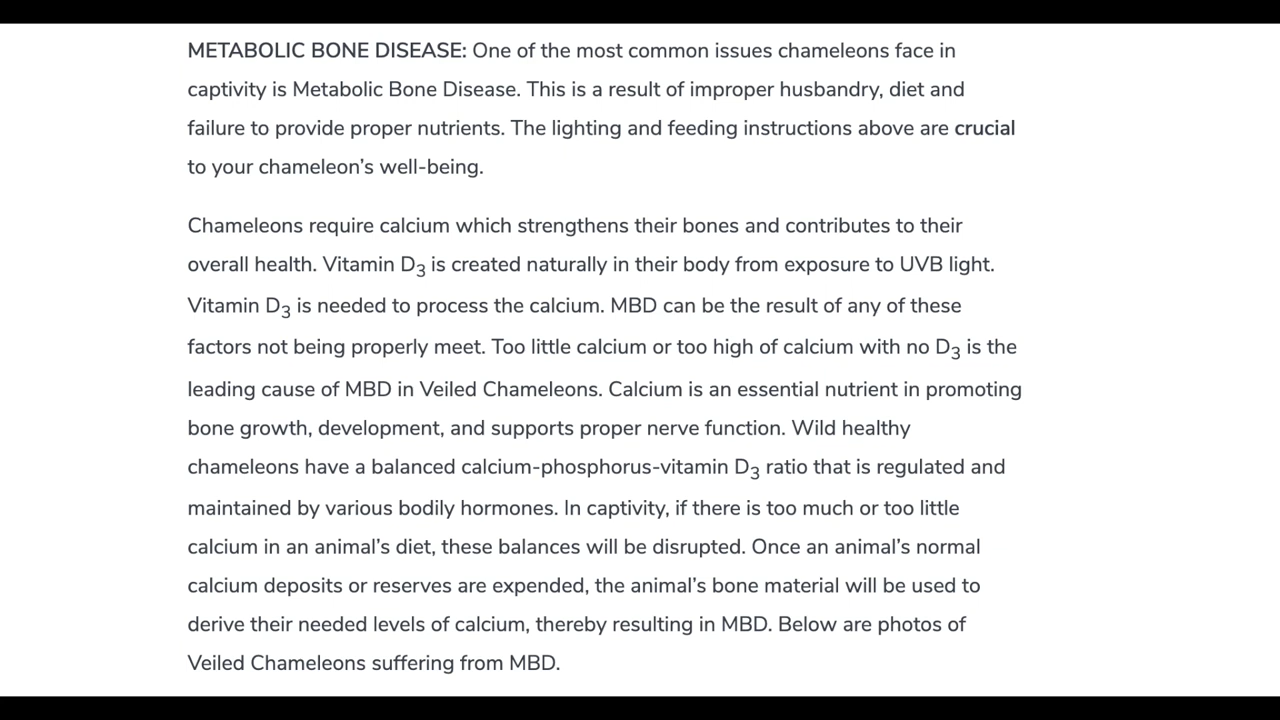 METABOLIC BONE DISEASE: One of the most common issues chameleons face in
captivity is Metabolic Bone Disease. This is a result of improper husbandry, diet and
failure to provide proper nutrients. The lighting and feeding instructions above are crucial
to your chameleon’s well-being.
Chameleons require calcium which strengthens their bones and contributes to their
overall health. Vitamin D3 is created naturally in their body from exposure to UVB light.
Vitamin D3 is needed to process the calcium. MBD can be the result of any of these
factors not being properly meet. Too little calcium or too high of calcium with no D3 is the
leading cause of MBD in Veiled Chameleons. Calcium is an essential nutrient in promoting
bone growth, development, and supports proper nerve function. Wild healthy
chameleons have a balanced calcium-phosphorus-vitamin D3 ratio that is regulated and
maintained by various bodily hormones. In captivity, if there is too much or too little
calcium in an animal’s diet, these balances will be disrupted. Once an animal’s normal
calcium deposits or reserves are expended, the animal’s bone material will be used to
derive their needed levels of calcium, thereby resulting in MBD. Below are photos of
Veiled Chameleons suffering from MBD.